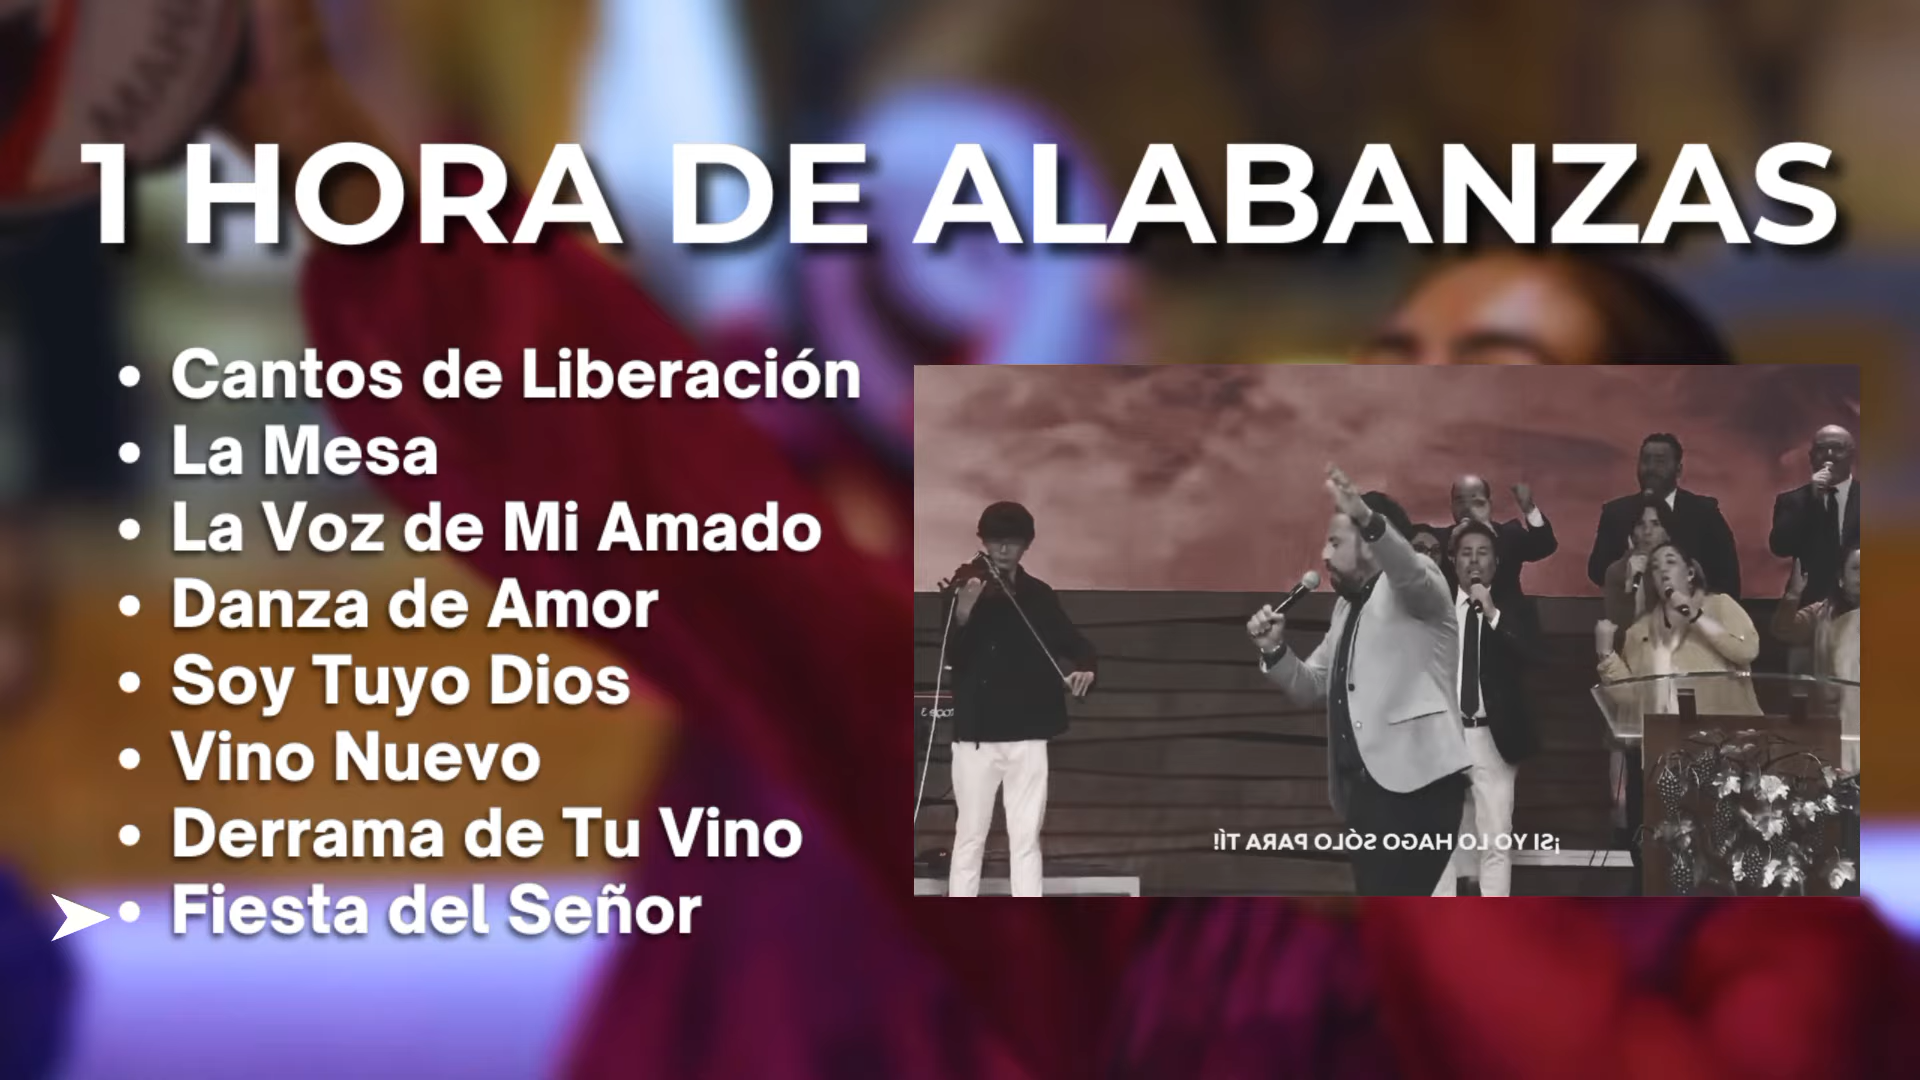 1 HORA DE ALABANZAS
Cantos de Liberación
La Mesa
La Voz de Mi Amado
Danza de Amor
Soy Tuyo Dios
Vino Nuevo
Derrama de Tu Vino
Fiesta del Señor
¡SI YO LO HAGO SÓLO PARA TÍ!